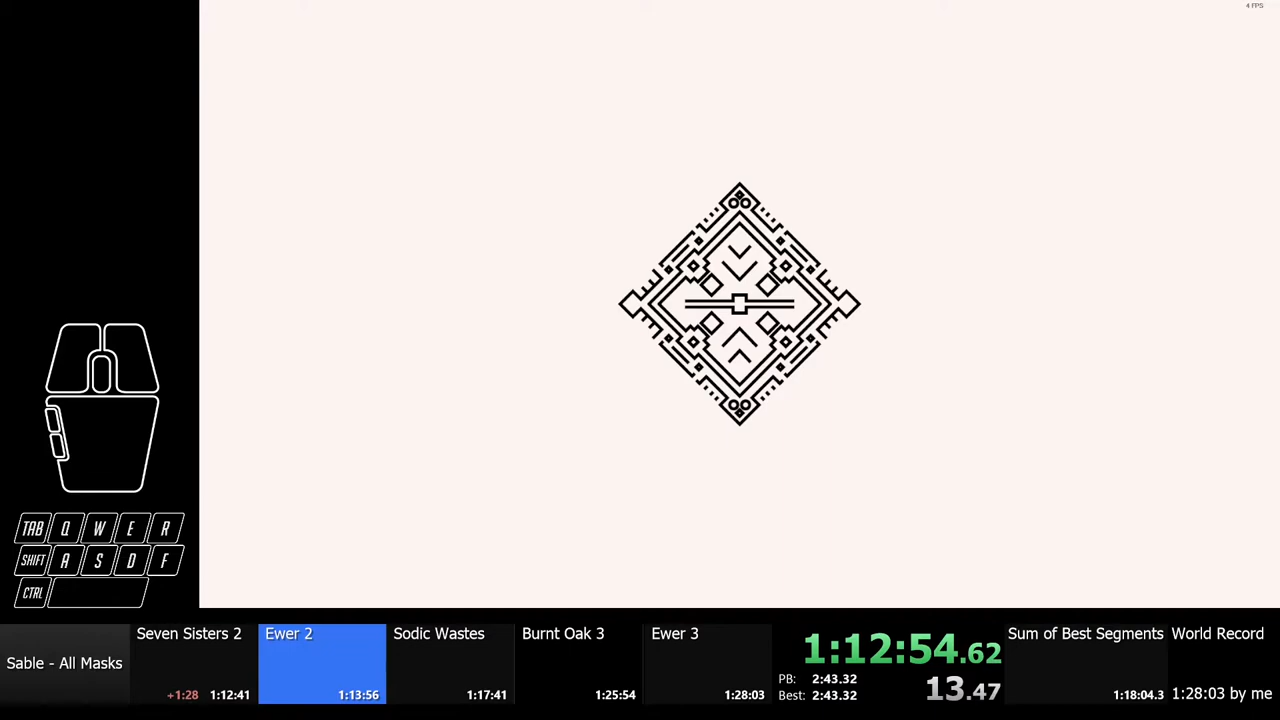 4 FPS
TAB Q W E R
SHIFT A S D F
CTRL
Sable - All Masks
Seven Sisters 2
+1:28 1:12:41
Ewer 2
1:13:56
Sodic Wastes
1:17:41
Burnt Oak 3
1:25:54
Ewer 3
1:28:03
1:12:54.62
PB: 2:43.32
Best: 2:43.32
13.47
Sum of Best Segments
1:18:04.3
World Record
1:28:03 by me